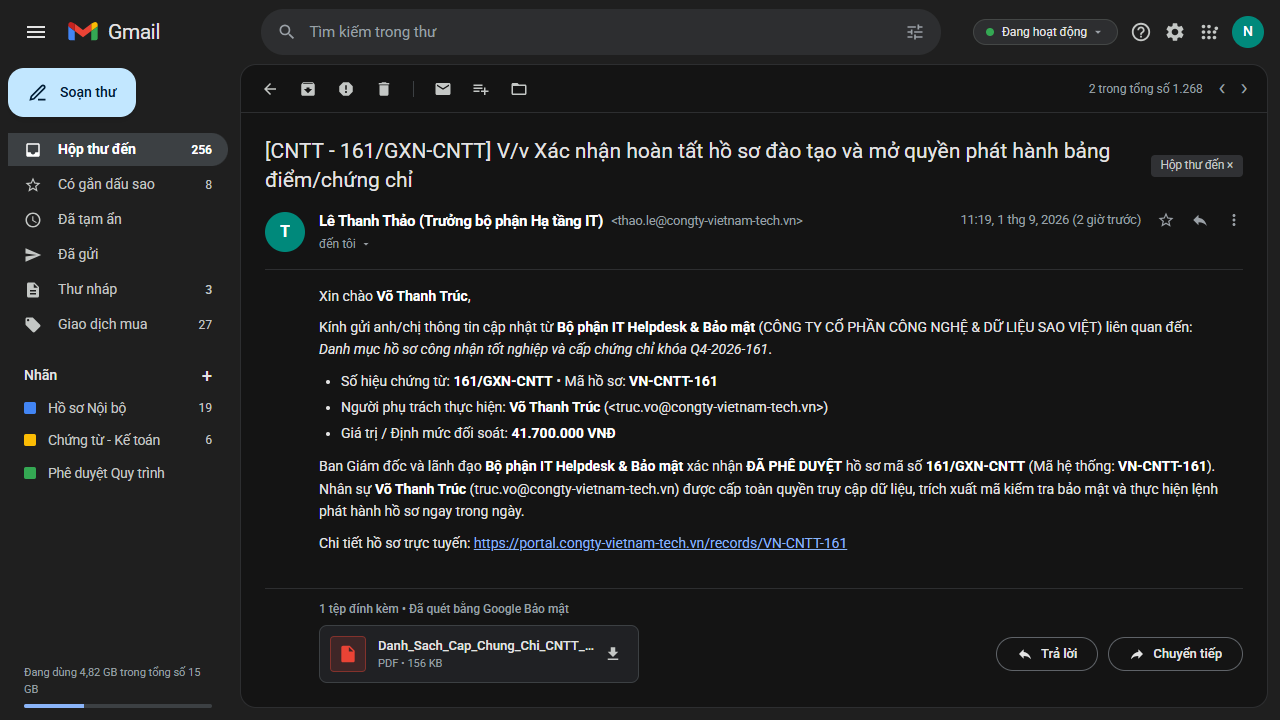 Gmail
Tìm kiếm trong thư
Đang hoạt động
N
Soạn thư
Hộp thư đến 256
Có gắn dấu sao 8
Đã tạm ẩn
Đã gửi
Thư nháp 3
Giao dịch mua 27
Nhãn +
Hồ sơ Nội bộ 19
Chứng từ - Kế toán 6
Phê duyệt Quy trình
Đang dùng 4,82 GB trong tổng số 15
GB
2 trong tổng số 1.268
[CNTT - 161/GXN-CNTT] V/v Xác nhận hoàn tất hồ sơ đào tạo và mở quyền phát hành bảng
điểm/chứng chỉ
Hộp thư đến ×
T
Lê Thanh Thảo (Trưởng bộ phận Hạ tầng IT) <thao.le@congty-vietnam-tech.vn>
11:19, 1 thg 9, 2026 (2 giờ trước)
đến tôi
Xin chào Võ Thanh Trúc,
Kính gửi anh/chị thông tin cập nhật từ Bộ phận IT Helpdesk & Bảo mật (CÔNG TY CỔ PHẦN CÔNG NGHỆ & DỮ LIỆU SAO VIỆT) liên quan đến:
Danh mục hồ sơ công nhận tốt nghiệp và cấp chứng chỉ khóa Q4-2026-161.
• Số hiệu chứng từ: 161/GXN-CNTT • Mã hồ sơ: VN-CNTT-161
• Người phụ trách thực hiện: Võ Thanh Trúc (<truc.vo@congty-vietnam-tech.vn>)
• Giá trị / Định mức đối soát: 41.700.000 VNĐ
Ban Giám đốc và lãnh đạo Bộ phận IT Helpdesk & Bảo mật xác nhận ĐÃ PHÊ DUYỆT hồ sơ mã số 161/GXN-CNTT (Mã hệ thống: VN-CNTT-161).
Nhân sự Võ Thanh Trúc (truc.vo@congty-vietnam-tech.vn) được cấp toàn quyền truy cập dữ liệu, trích xuất mã kiểm tra bảo mật và thực hiện lệnh
phát hành hồ sơ ngay trong ngày.
Chi tiết hồ sơ trực tuyến: https://portal.congty-vietnam-tech.vn/records/VN-CNTT-161
1 tệp đính kèm • Đã quét bằng Google Bảo mật
Danh_Sach_Cap_Chung_Chi_CNTT_...
PDF • 156 KB
Trả lời
Chuyển tiếp